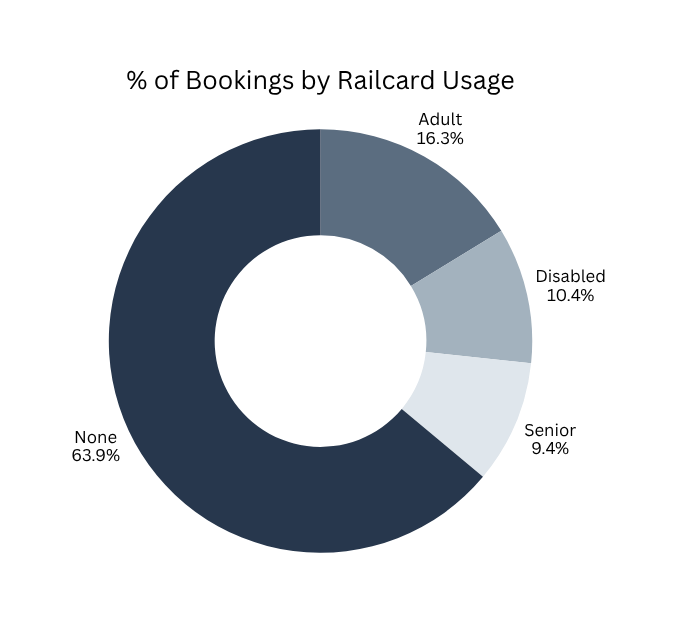 % of Bookings by Railcard Usage
Adult
16.3%
Disabled
10.4%
Senior
9.4%
None
63.9%